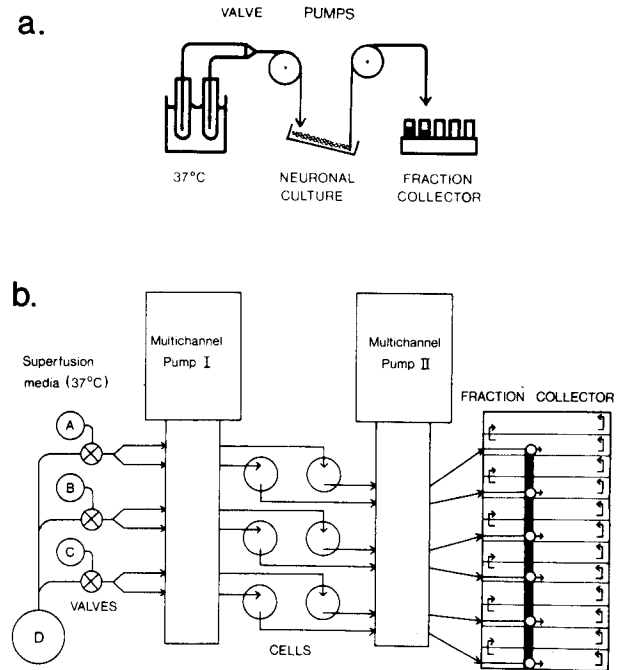 a.
VALVE PUMPS
37°C
NEURONAL
CULTURE
FRACTION
COLLECTOR
b.
Multichannel
Pump I
Multichannel
Pump II
Superfusion
media (37°C)
FRACTION COLLECTOR
A
B
C
VALVES
D
CELLS